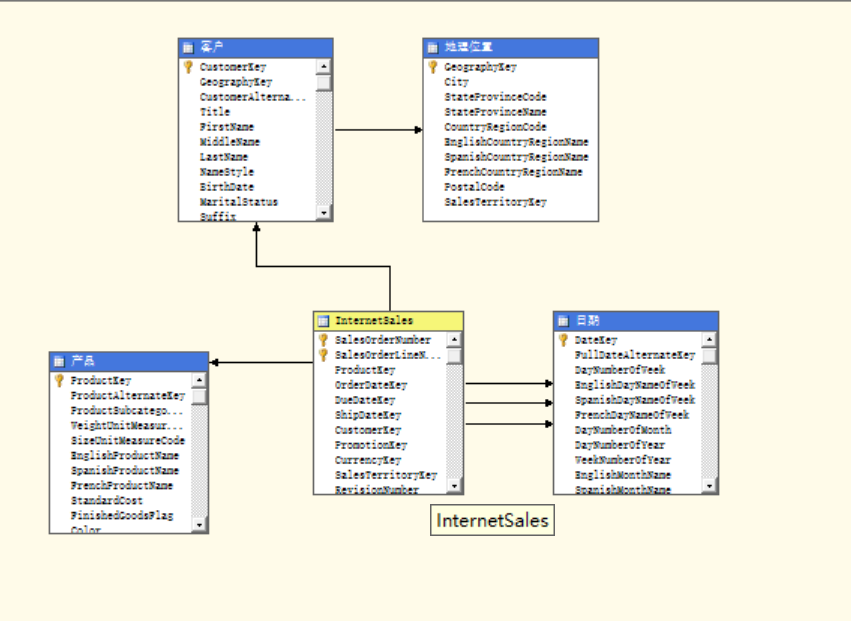 客户
CustomerKey
GeographyKey
CustomerAlterna...
Title
FirstName
MiddleName
LastName
NameStyle
BirthDate
MaritalStatus
Suffix
地理位置
GeographyKey
City
StateProvinceCode
StateProvinceName
CountryRegionCode
EnglishCountryRegionName
SpanishCountryRegionName
FrenchCountryRegionName
PostalCode
SalesTerritoryKey
产品
ProductKey
ProductAlternateKey
ProductSubcatego...
WeightUnitMeasur...
SizeUnitMeasureCode
EnglishProductName
SpanishProductName
FrenchProductName
StandardCost
FinishedGoodsFlag
Color
InternetSales
SalesOrderNumber
SalesOrderLineN...
ProductKey
OrderDateKey
DueDateKey
ShipDateKey
CustomerKey
PromotionKey
CurrencyKey
SalesTerritoryKey
RevisionNumber
日期
DateKey
FullDateAlternateKey
DayNumberOfWeek
EnglishDayNameOfWeek
SpanishDayNameOfWeek
FrenchDayNameOfWeek
DayNumberOfMonth
DayNumberOfYear
WeekNumberOfYear
EnglishMonthName
SpanishMonthName
InternetSales